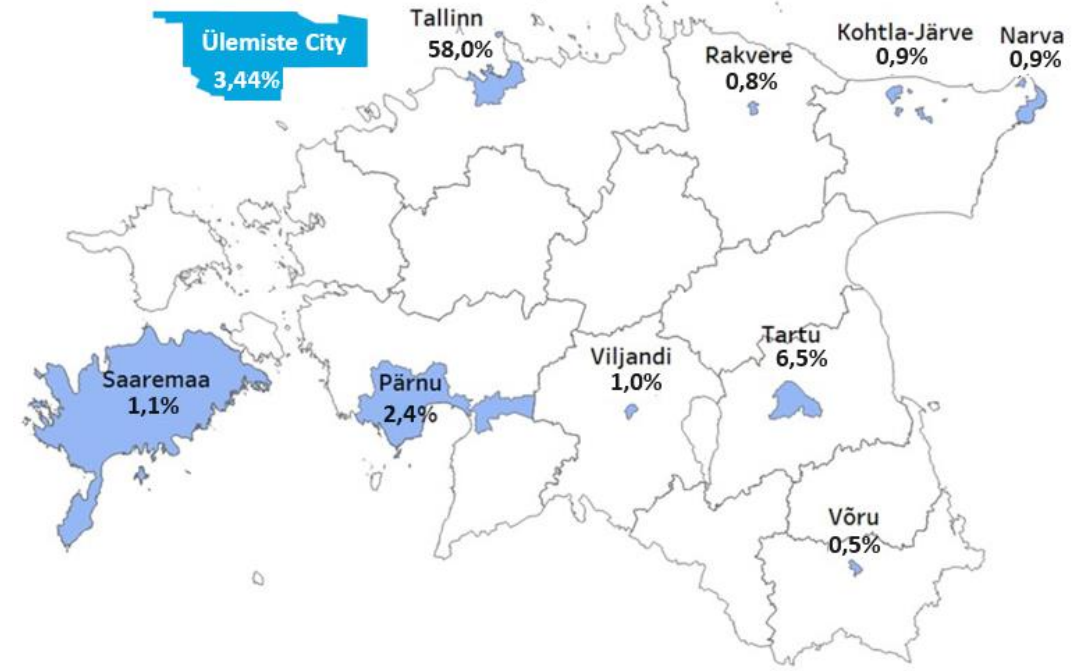 Ülemiste City
3,44%
Tallinn
58,0%
Rakvere
0,8%
Kohtla-Järve
0,9%
Narva
0,9%
Saaremaa
1,1%
Pärnu
2,4%
Viljandi
1,0%
Tartu
6,5%
Võru
0,5%